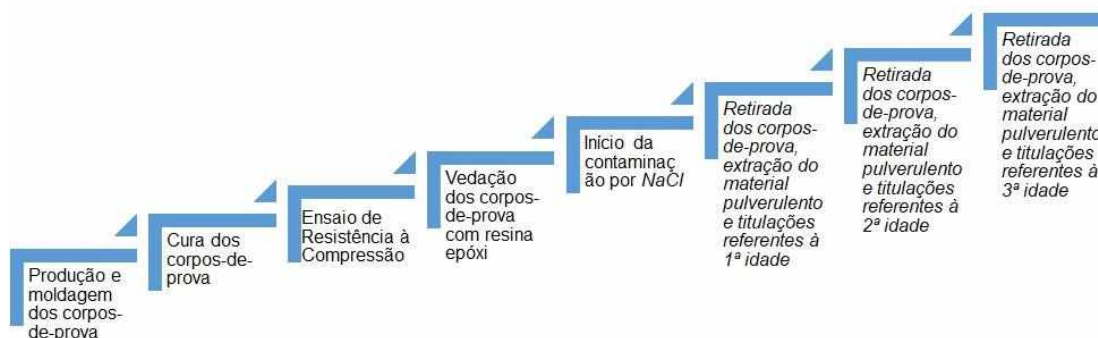 Produção e
moldagem
dos corpos-
de-prova
Cura dos
corpos-de-
prova
Ensaio de
Resistência à
Compressão
Vedação
dos corpos-
de-prova
com resina
epóxi
Início da
contaminaç
ão por NaCl
Retirada
dos corpos-
de-prova,
extração do
material
pulverulento
e titulações
referentes à
1ª idade
Retirada
dos corpos-
de-prova,
extração do
material
pulverulento
e titulações
referentes à
2ª idade
Retirada
dos corpos-
de-prova,
extração do
material
pulverulento
e titulações
referentes à
3ª idade